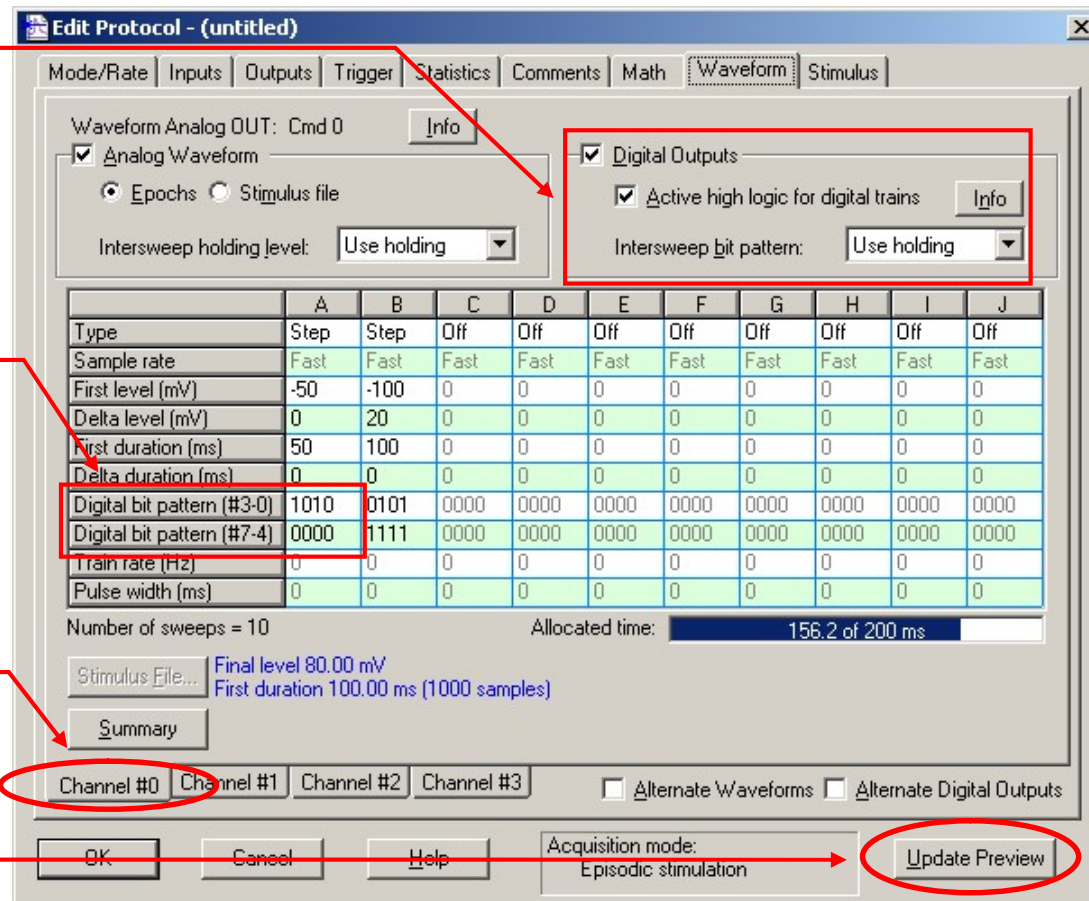 Edit Protocol - (untitled)
Mode/Rate Inputs Outputs Trigger Statistics Comments Math Waveform Stimulus
Waveform Analog OUT: Cmd 0 Info
Analog Waveform
Epochs Stimulus file
Intersweep holding level: Use holding
Digital Outputs
Active high logic for digital trains Info
Intersweep bit pattern: Use holding
A B C D E F G H I J
Type Step Step Off Off Off Off Off Off Off Off
Sample rate Fast Fast Fast Fast Fast Fast Fast Fast Fast Fast
First level (mV) -50 -100 0 0 0 0 0 0 0 0
Delta level (mV) 0 20 0 0 0 0 0 0 0 0
First duration (ms) 50 100 0 0 0 0 0 0 0 0
Delta duration (ms) 0 0 0 0 0 0 0 0 0 0
Digital bit pattern (#3-0) 1010 0101 0000 0000 0000 0000 0000 0000 0000 0000
Digital bit pattern (#7-4) 0000 1111 0000 0000 0000 0000 0000 0000 0000 0000
Train rate (Hz) 0 0 0 0 0 0 0 0 0 0
Pulse width (ms) 0 0 0 0 0 0 0 0 0 0
Number of sweeps = 10 Allocated time: 156.2 of 200 ms
Stimulus File...
Final level 80.00 mV
First duration 100.00 ms (1000 samples)
Summary
Channel #0 Channel #1 Channel #2 Channel #3 Alternate Waveforms Alternate Digital Outputs
OK Cancel Help
Acquisition mode:
Episodic stimulation
Update Preview